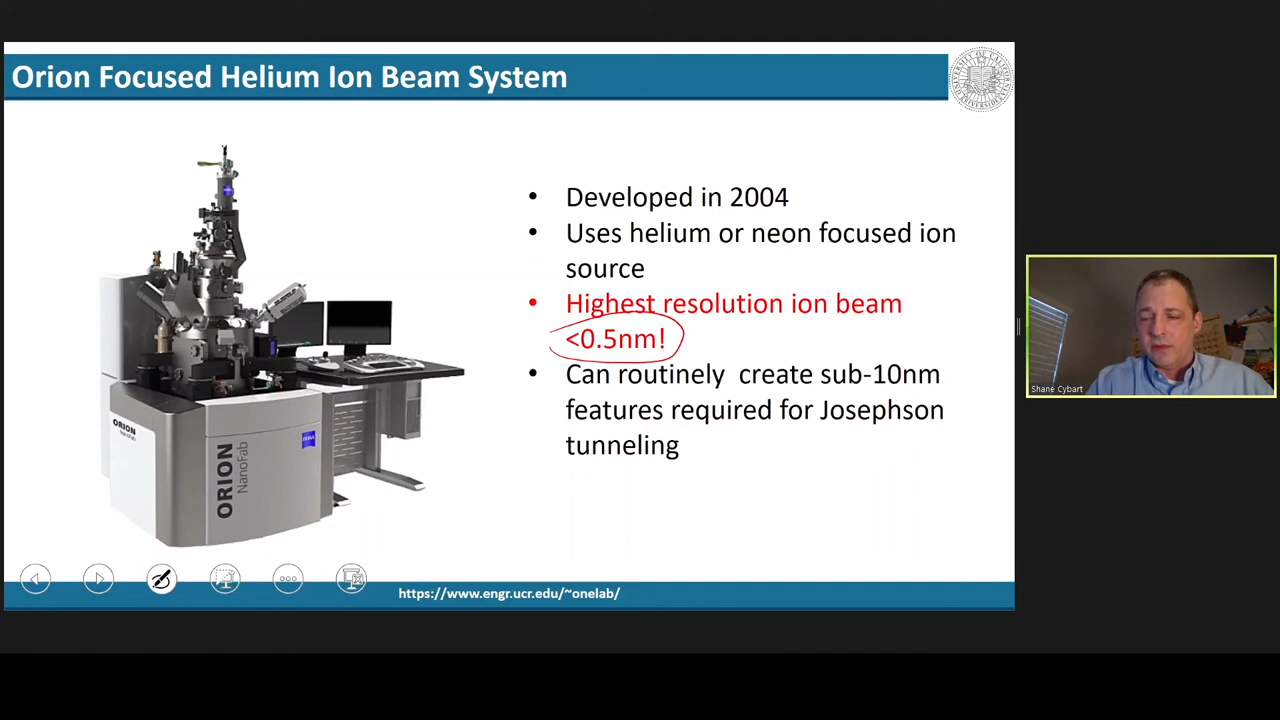 Orion Focused Helium Ion Beam System
• Developed in 2004
• Uses helium or neon focused ion
source
• Highest resolution ion beam
<0.5nm!
• Can routinely  create sub-10nm
features required for Josephson
tunneling
ORION
NanoFab
ORION
NanoFab
ZEISS
Shane Cybart
https://www.engr.ucr.edu/~onelab/